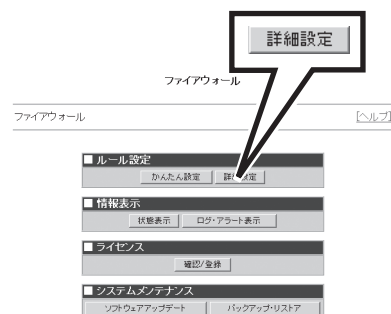 詳細設定
ファイアウォール
ファイアウォール [ヘルプ]
■ ルール設定
かんたん設定 詳細設定
■ 情報表示
状態表示 ログ・アラート表示
■ ライセンス
確認/登録
■ システムメンテナンス
ソフトウェアアップデート バックアップ・リストア